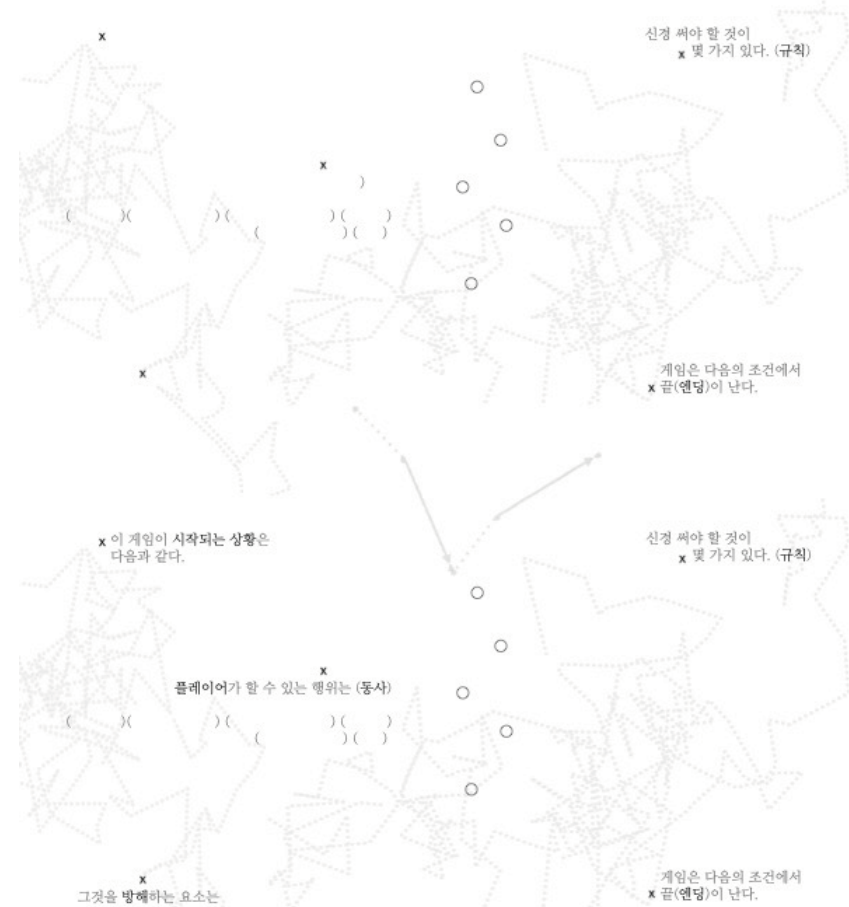 x
신경 써야 할 것이
x 몇 가지 있다. (규칙)
x
)
( )( ) ( ) ( )
( ) ( )
x
게임은 다음의 조건에서
x 끝(엔딩)이 난다.
x 이 게임이 시작되는 상황은
다음과 같다.
신경 써야 할 것이
x 몇 가지 있다. (규칙)
x
플레이어가 할 수 있는 행위는 (동사)
( )( ) ( ) ( )
( ) ( )
x
그것을 방해하는 요소는
게임은 다음의 조건에서
x 끝(엔딩)이 난다.